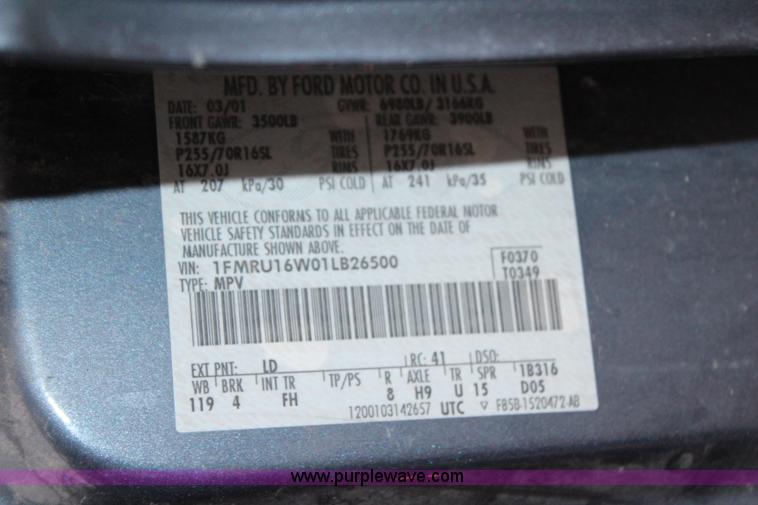 MFD. BY FORD MOTOR CO. IN U.S.A.
DATE: 03/01 GVWR: 6980LB/ 3166KG
FRONT GAWR: 3500LB REAR GAWR: 3900LB
1587KG WITH 1769KG WITH
P255/70R16SL TIRES P255/70R16SL TIRES
16X7.0J RIMS 16X7.0J RIMS
AT 207 kPa/30 PSI COLD AT 241 kPa/35 PSI COLD
THIS VEHICLE CONFORMS TO ALL APPLICABLE FEDERAL MOTOR
VEHICLE SAFETY STANDARDS IN EFFECT ON THE DATE OF
MANUFACTURE SHOWN ABOVE.
VIN: 1FMRU16W01LB26500 F0370
TYPE: MPV T0349
EXT PNT: LD RC: 41 DSO:
WB BRK INT TR TP/PS R AXLE TR SPR 1B316
119 4 FH 8 H9 U 15 D05
1200103142657 UTC ▽ F85B-1520472-AB
www.purplewave.com